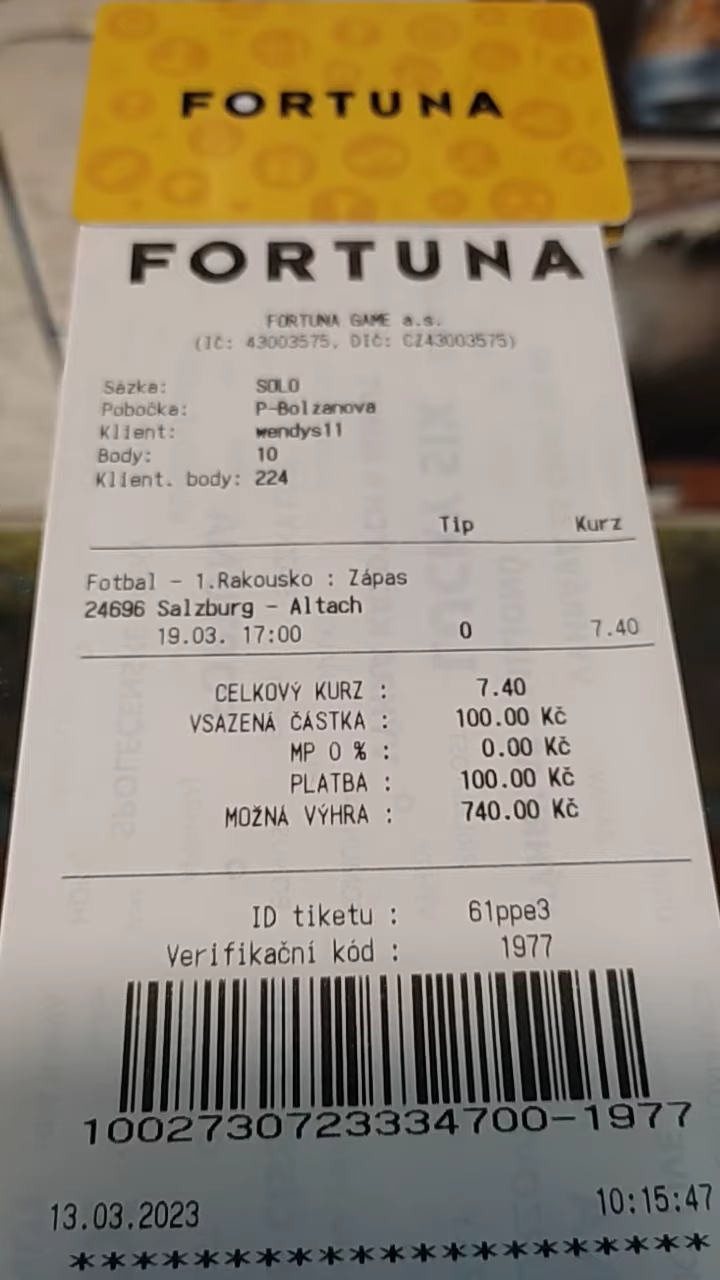 FORTUNA
FORTUNA
FORTUNA GAME a.s.
(IČ: 43003575, DIČ: CZ43003575)
Sázka: SOLO
Pobočka: P-Bolzanova
Klient: wendys11
Body: 10
Klient. body: 224
Tip Kurz
Fotbal - 1.Rakousko : Zápas
24696 Salzburg - Altach
19.03. 17:00 0 7.40
CELKOVÝ KURZ : 7.40
VSAZENÁ ČÁSTKA : 100.00 Kč
MP 0 % : 0.00 Kč
PLATBA : 100.00 Kč
MOŽNÁ VÝHRA : 740.00 Kč
ID tiketu : 61ppe3
Verifikační kód : 1977
1002730723334700-1977
13.03.2023 10:15:47
*********************